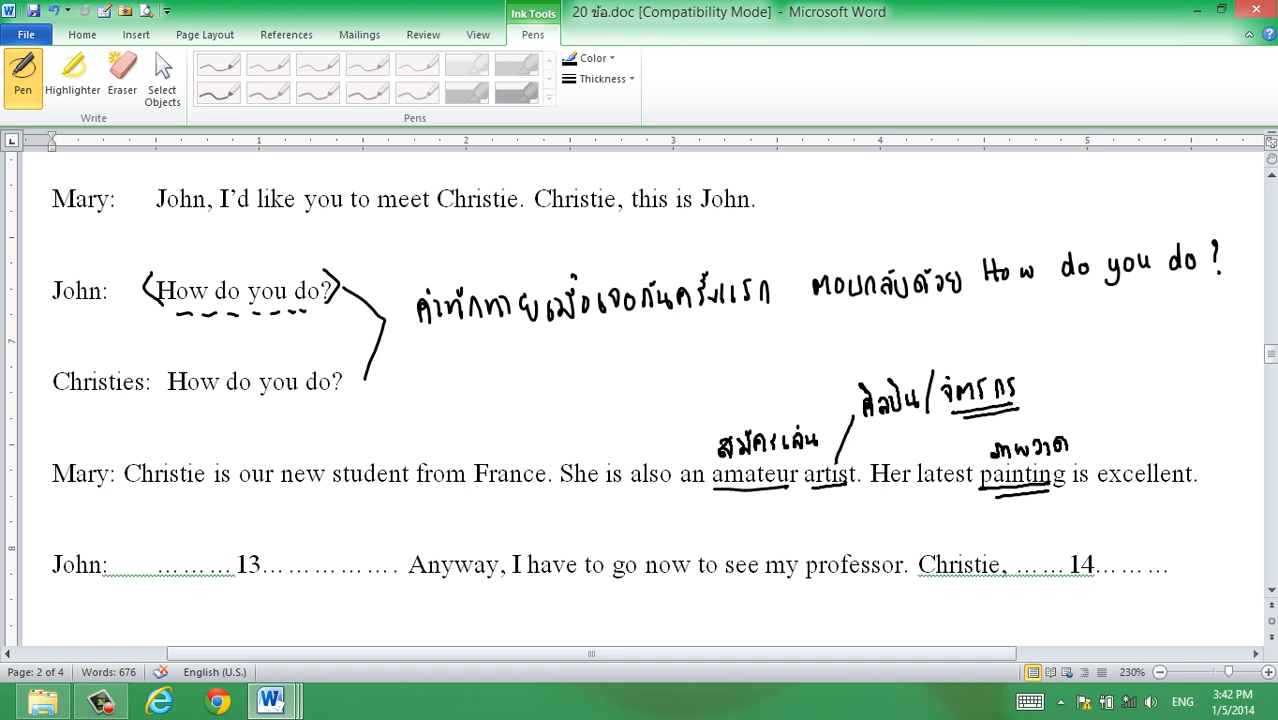 Ink Tools
20 ข้อ.doc [Compatibility Mode] - Microsoft Word
File Home Insert Page Layout References Mailings Review View Pens
Pen Highlighter Eraser Select Objects
Color
Thickness
Write Pens
1 2 3 4 5
Mary: John, I’d like you to meet Christie. Christie, this is John.
John: How do you do? คำทักทายเมื่อเจอกันครั้งแรก ตอบกลับด้วย How do you do?
7
Christies: How do you do?
ศิลปิน/จิตรกร
สมัครเล่น ภาพวาด
Mary: Christie is our new student from France. She is also an amateur artist. Her latest painting is excellent.
8
John: ………13…………… . Anyway, I have to go now to see my professor. Christie, ……14………
Page: 2 of 4 Words: 676 English (U.S.) 230%
ENG 3:42 PM
1/5/2014